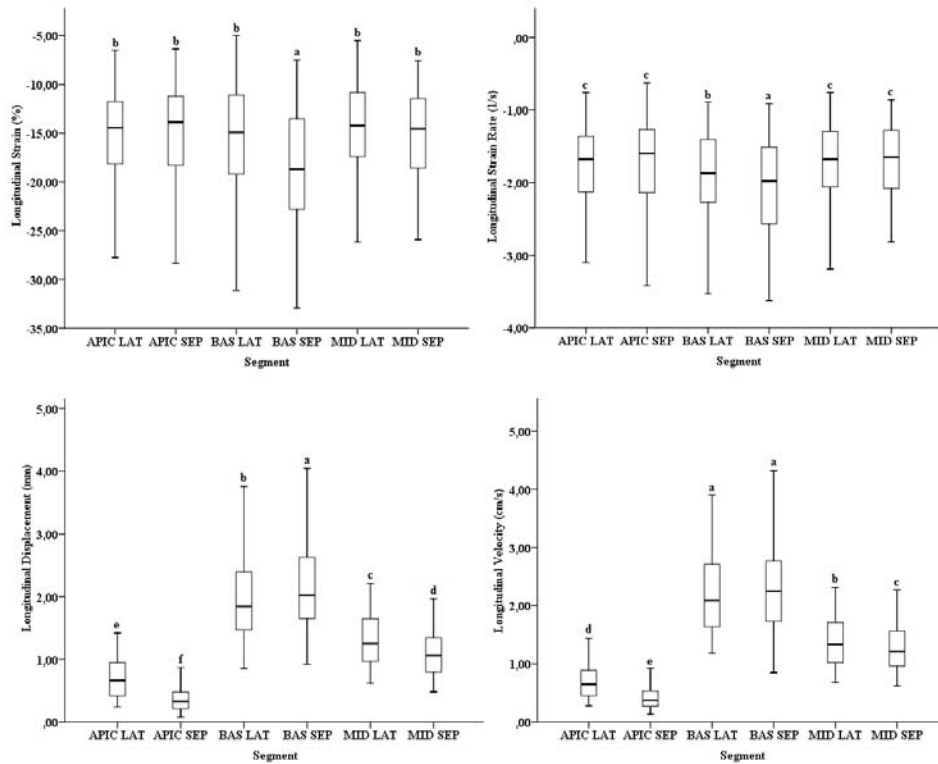 Longitudinal Strain (%)
-5,00
-10,00
-15,00
-20,00
-25,00
-30,00
-35,00
b b b a b b
APIC LAT APIC SEP BAS LAT BAS SEP MID LAT MID SEP
Segment
Longitudinal Strain Rate (1/s)
,00
-1,00
-2,00
-3,00
-4,00
c c b a c c
APIC LAT APIC SEP BAS LAT BAS SEP MID LAT MID SEP
Segment
Longitudinal Displacement (mm)
5,00
4,00
3,00
2,00
1,00
,00
e f b a c d
APIC LAT APIC SEP BAS LAT BAS SEP MID LAT MID SEP
Segment
Longitudinal Velocity (cm/s)
5,00
4,00
3,00
2,00
1,00
,00
d e a a b c
APIC LAT APIC SEP BAS LAT BAS SEP MID LAT MID SEP
Segment